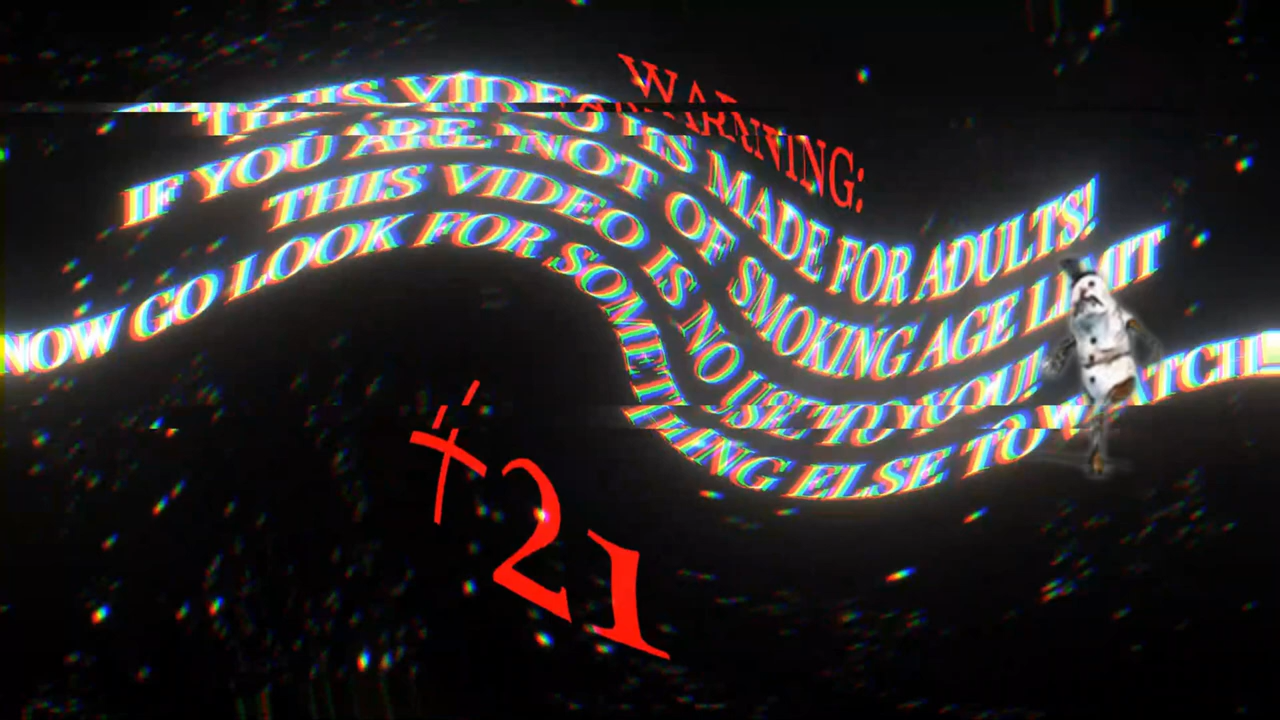 WARNING:
THIS VIDEO IS MADE FOR ADULTS!
IF YOU ARE NOT OF SMOKING AGE LIMIT
THIS VIDEO IS NO USE TO YOU!
NOW GO LOOK FOR SOMETHING ELSE TO WATCH!
+21